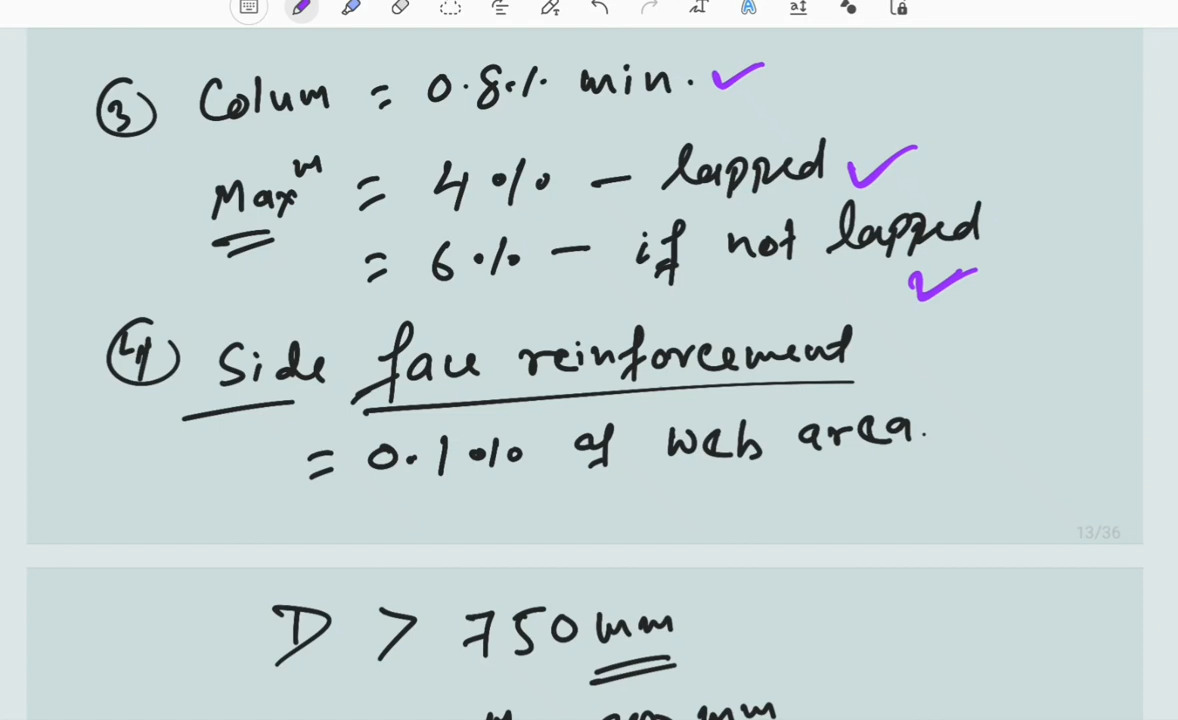 ③ Colum = 0.8% min.
Maxᵐ = 4% - lapped
= 6% - if not lapped
④ Side face reinforcement
= 0.1% of web area.
13/36
D > 750mm
mm